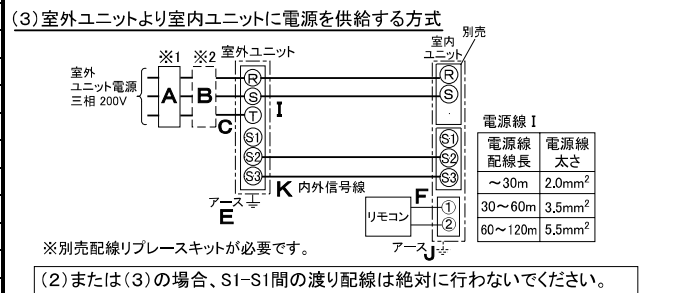 (3)室外ユニットより室内ユニットに電源を供給する方式
別売
※1 ※2 室外ユニット
室内
ユニット
室外
ユニット電源
三相 200V
A B
R
S
T
C
I
R
S
S1
S2
S3
S1
S2
S3
K 内外信号線
アース
E
F
リモコン
①
②
アース
J
電源線 I
電源線
配線長
電源線
太さ
～30m 2.0mm²
30～60m 3.5mm²
60～120m 5.5mm²
※別売配線リプレースキットが必要です。
(2)または(3)の場合、S1-S1間の渡り配線は絶対に行わないでください。